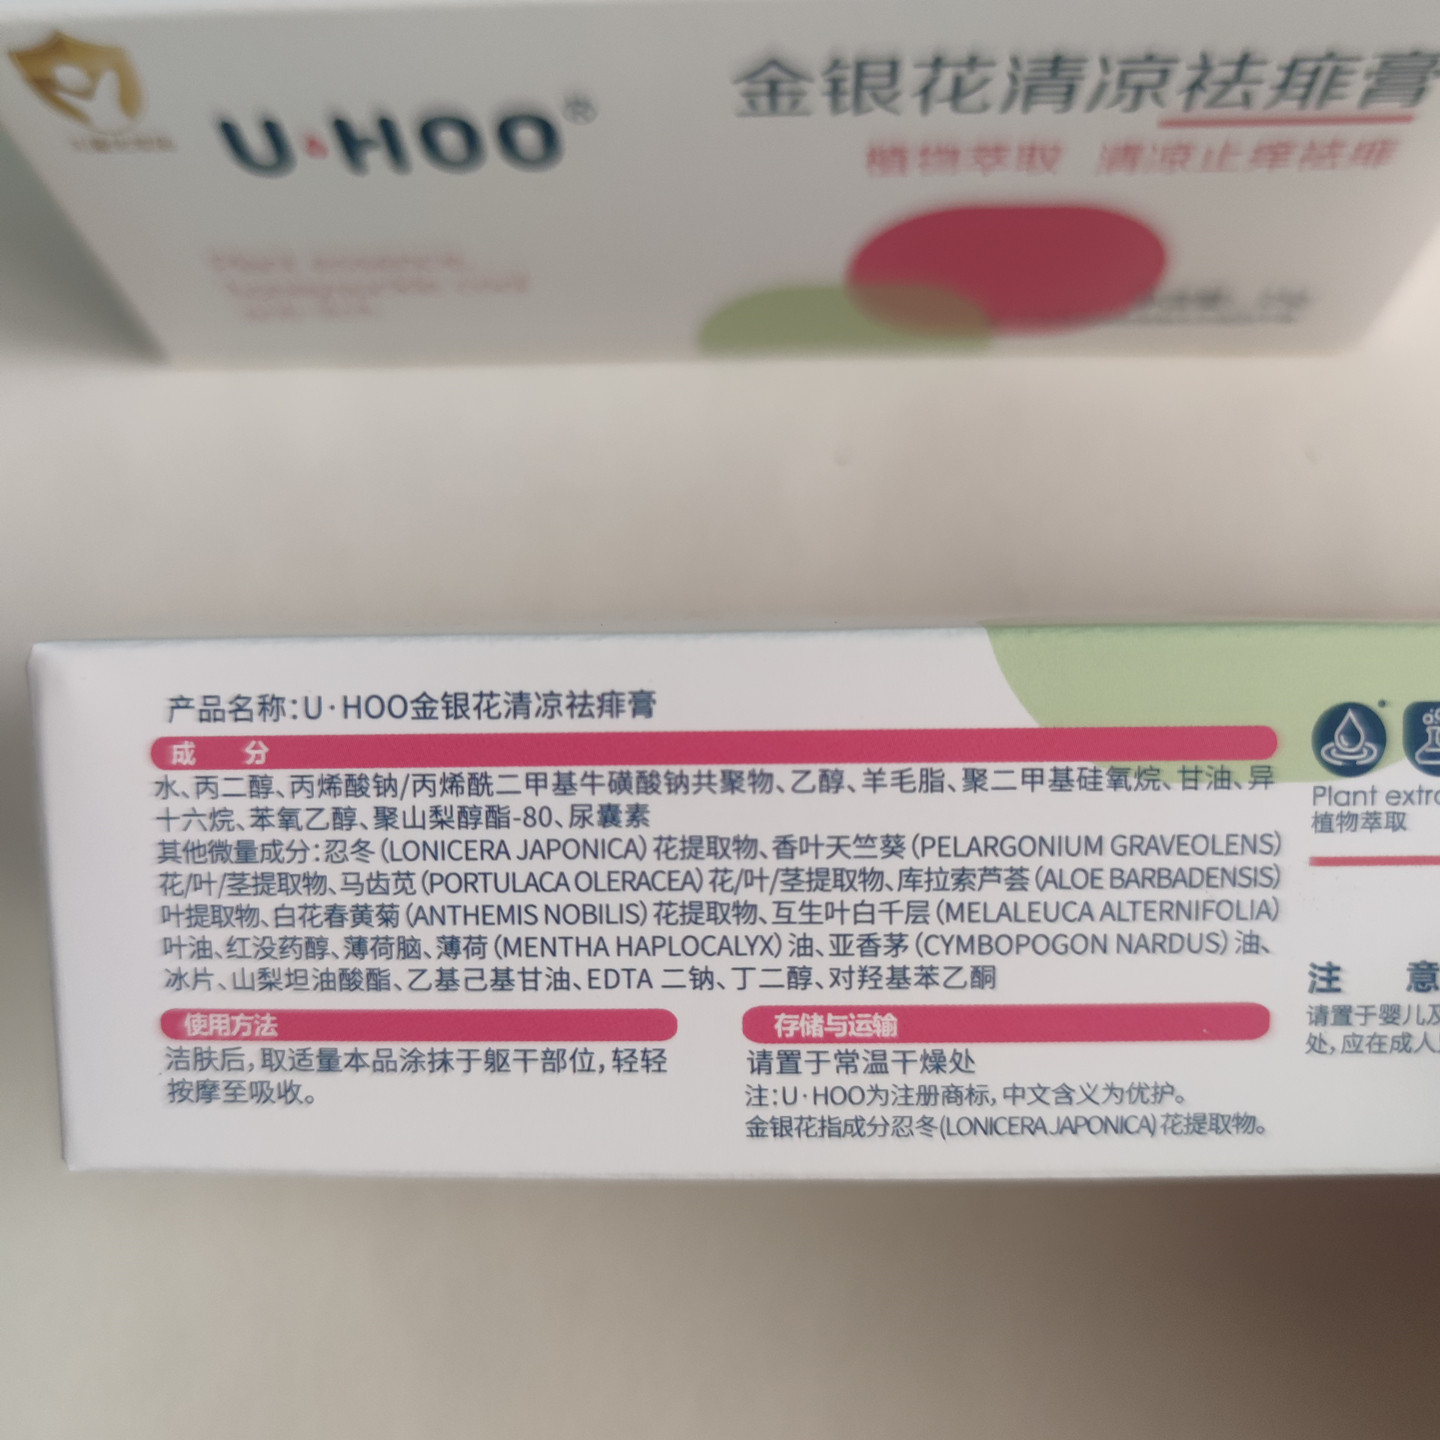 U·HOO®
金银花清凉祛痱膏
植物萃取 清凉止痒祛痱
产品名称:U·HOO金银花清凉祛痱膏
成 分
水、丙二醇、丙烯酸钠/丙烯酰二甲基牛磺酸钠共聚物、乙醇、羊毛脂、聚二甲基硅氧烷、甘油、异
十六烷、苯氧乙醇、聚山梨醇酯-80、尿囊素
其他微量成分:忍冬(LONICERA JAPONICA)花提取物、香叶天竺葵(PELARGONIUM GRAVEOLENS)
花/叶/茎提取物、马齿苋(PORTULACA OLERACEA)花/叶/茎提取物、库拉索芦荟(ALOE BARBADENSIS)
叶提取物、白花春黄菊(ANTHEMIS NOBILIS)花提取物、互生叶白千层(MELALEUCA ALTERNIFOLIA)
叶油、红没药醇、薄荷脑、薄荷(MENTHA HAPLOCALYX)油、亚香茅(CYMBOPOGON NARDUS)油、
冰片、山梨坦油酸酯、乙基己基甘油、EDTA 二钠、丁二醇、对羟基苯乙酮
使用方法
洁肤后,取适量本品涂抹于躯干部位,轻轻
按摩至吸收。
存储与运输
请置于常温干燥处
注:U·HOO为注册商标,中文含义为优护。
金银花指成分忍冬(LONICERA JAPONICA)花提取物。
Plant extra
植物萃取
注 意
请置于婴儿及
处,应在成人